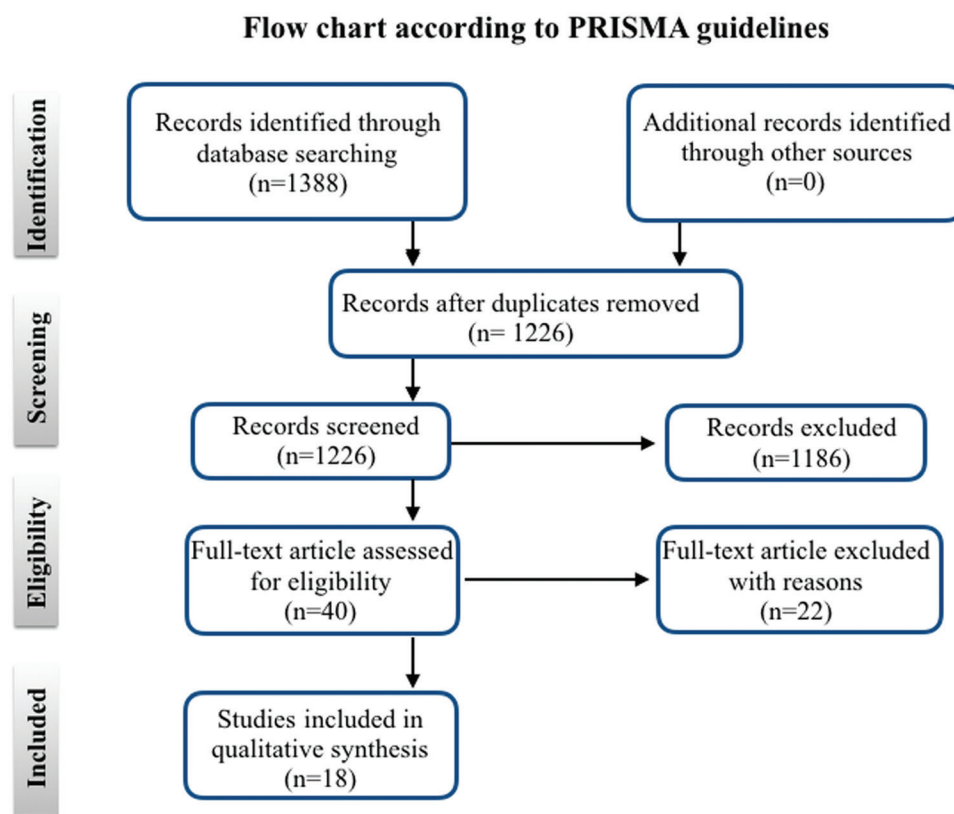 Flow chart according to PRISMA guidelines
Identification
Records identified through
database searching
(n=1388)
Additional records identified
through other sources
(n=0)
Screening
Records after duplicates removed
(n= 1226)
Records screened
(n=1226)
Records excluded
(n=1186)
Eligibility
Full-text article assessed
for eligibility
(n=40)
Full-text article excluded
with reasons
(n=22)
Included
Studies included in
qualitative synthesis
(n=18)